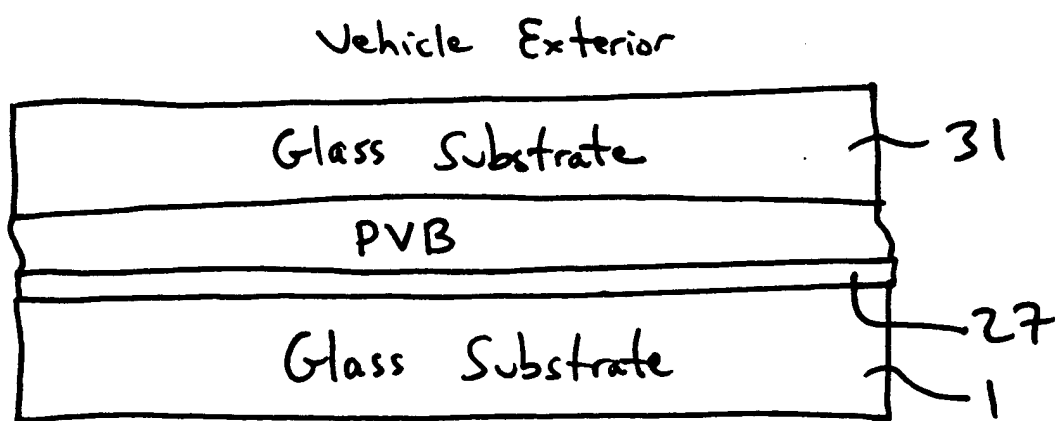 Vehicle Exterior
Glass Substrate
31
PVB
27
Glass Substrate
1